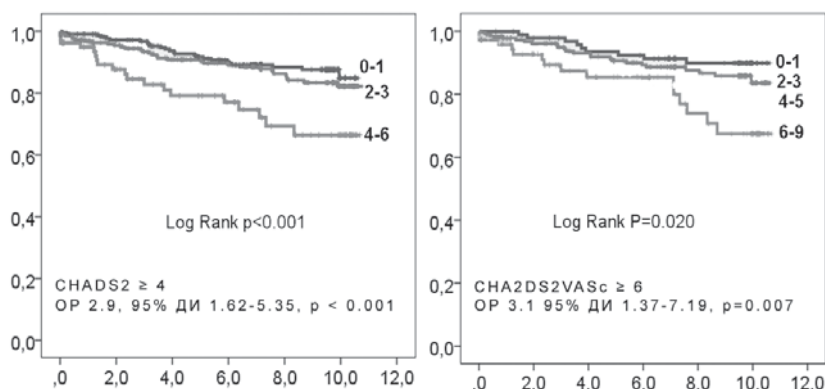 1,0
0,8
0,6
0,4
0,2
0,0
,0 2,0 4,0 6,0 8,0 10,0 12,0
0-1
2-3
4-6
Log Rank p<0.001
CHADS2 ≥ 4
ОР 2.9, 95% ДИ 1.62-5.35, p < 0.001
1,0
0,8
0,6
0,4
0,2
0,0
,0 2,0 4,0 6,0 8,0 10,0 12,0
0-1
2-3
4-5
6-9
Log Rank P=0.020
CHA2DS2VASc ≥ 6
ОР 3.1 95% ДИ 1.37-7.19, p=0.007